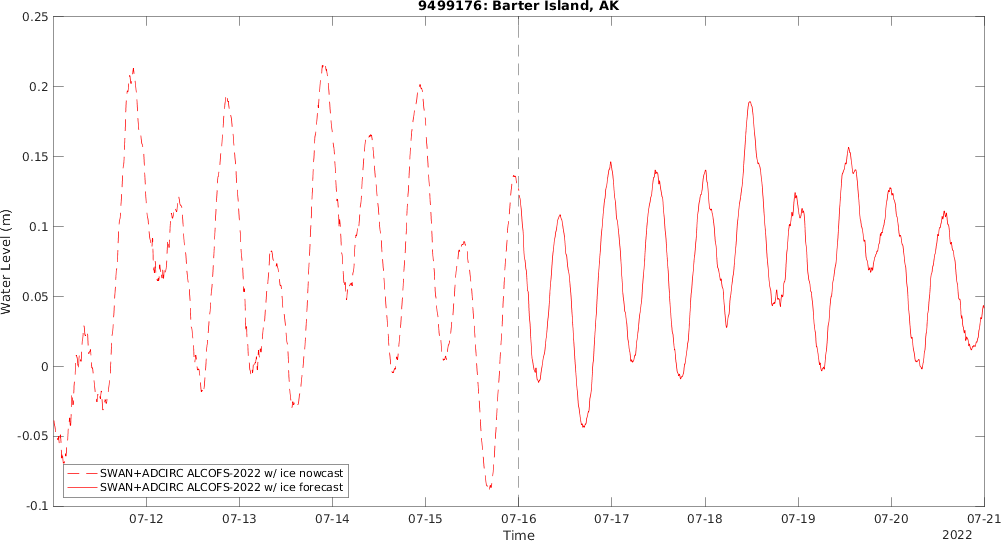 9499176: Barter Island, AK
0.25
0.2
0.15
0.1
0.05
0
-0.05
-0.1
Water Level (m)
SWAN+ADCIRC ALCOFS-2022 w/ ice nowcast
SWAN+ADCIRC ALCOFS-2022 w/ ice forecast
07-12 07-13 07-14 07-15 07-16 07-17 07-18 07-19 07-20 07-21
Time
2022